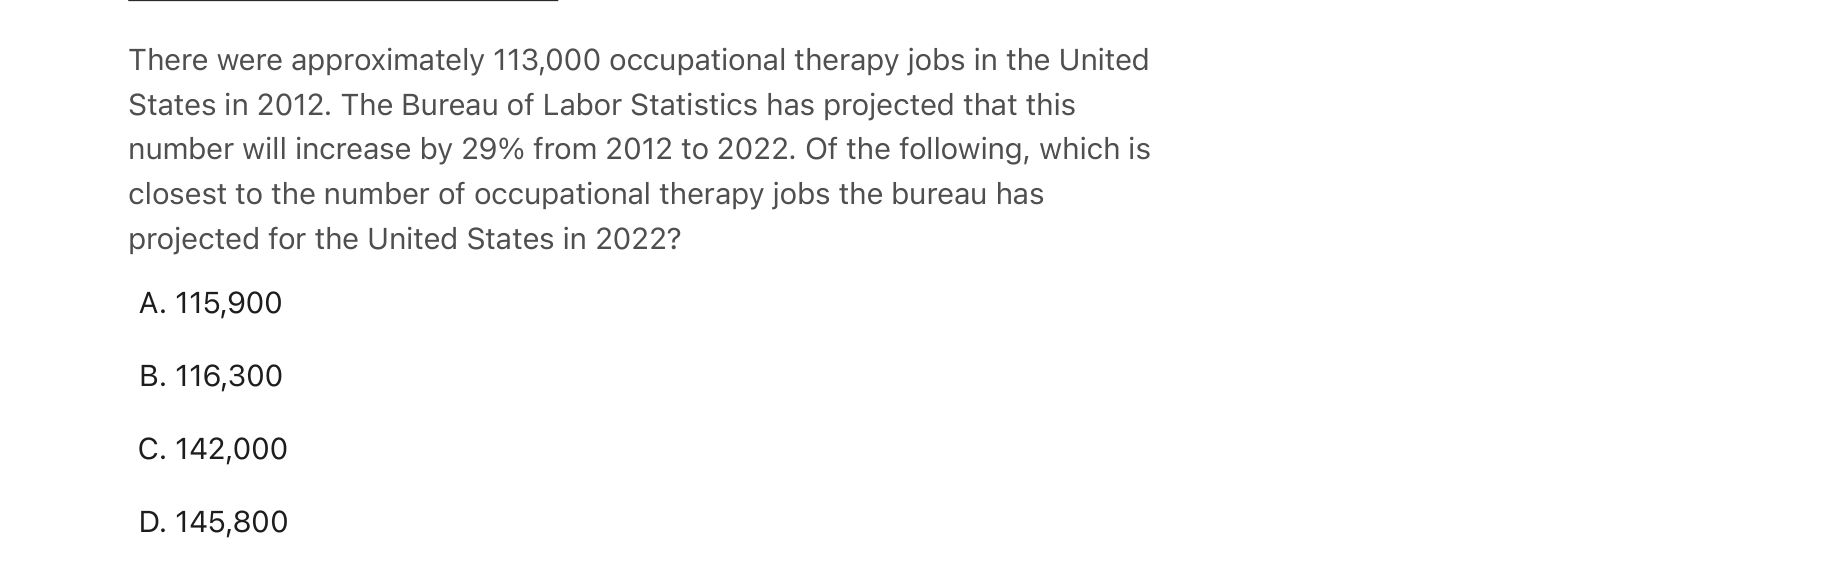 There were approximately 113,000 occupational therapy jobs in the United
States in 2012. The Bureau of Labor Statistics has projected that this
number will increase by 29% from 2012 to 2022. Of the following, which is
closest to the number of occupational therapy jobs the bureau has
projected for the United States in 2022?
A. 115,900
B. 116,300
C. 142,000
D. 145,800